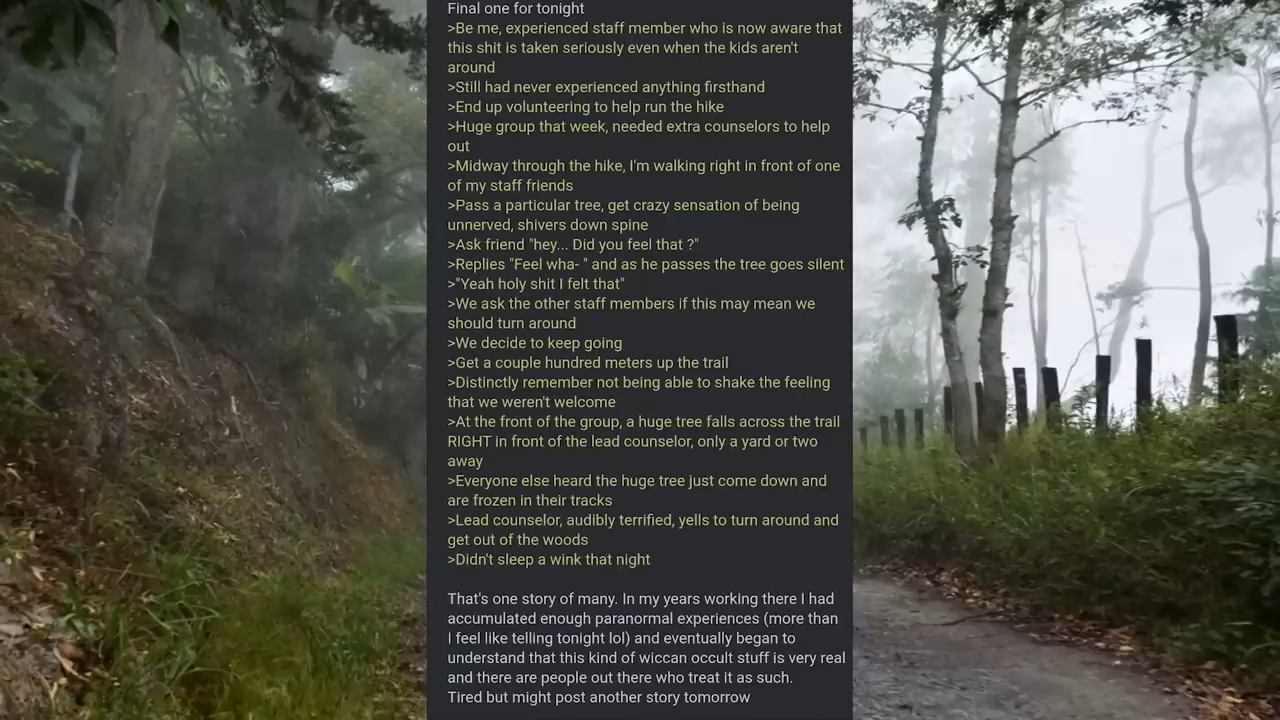 Final one for tonight
>Be me, experienced staff member who is now aware that
this shit is taken seriously even when the kids aren't
around
>Still had never experienced anything firsthand
>End up volunteering to help run the hike
>Huge group that week, needed extra counselors to help
out
>Midway through the hike, I'm walking right in front of one
of my staff friends
>Pass a particular tree, get crazy sensation of being
unnerved, shivers down spine
>Ask friend "hey... Did you feel that ?"
>Replies "Feel wha- " and as he passes the tree goes silent
>"Yeah holy shit I felt that"
>We ask the other staff members if this may mean we
should turn around
>We decide to keep going
>Get a couple hundred meters up the trail
>Distinctly remember not being able to shake the feeling
that we weren't welcome
>At the front of the group, a huge tree falls across the trail
RIGHT in front of the lead counselor, only a yard or two
away
>Everyone else heard the huge tree just come down and
are frozen in their tracks
>Lead counselor, audibly terrified, yells to turn around and
get out of the woods
>Didn't sleep a wink that night
That's one story of many. In my years working there I had
accumulated enough paranormal experiences (more than
I feel like telling tonight lol) and eventually began to
understand that this kind of wiccan occult stuff is very real
and there are people out there who treat it as such.
Tired but might post another story tomorrow